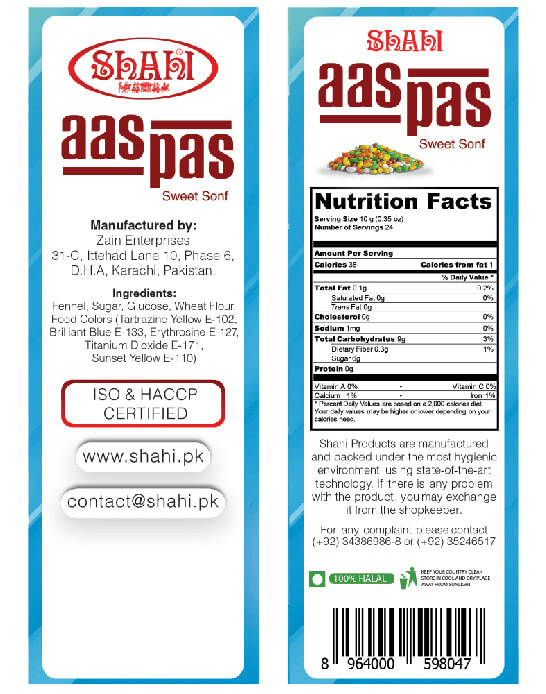 SHAHI
aas pas
Sweet Sonf
Manufactured by:
Zain Enterprises
31-C, Ittehad Lane 10, Phase 6,
D.H.A, Karachi, Pakistan.
Ingredients:
Fennel, Sugar, Glucose, Wheat Flour,
Food Colors (Tartrazine Yellow E-102,
Brilliant Blue E-133, Erythrosine E-127,
Titanium Dioxide E-171,
Sunset Yellow E-110)
ISO & HACCP
CERTIFIED
www.shahi.pk
contact@shahi.pk
SHAHI
aas pas
Sweet Sonf
Nutrition Facts
Serving Size 10 g (0.35 oz)
Number of Servings 24
Amount Per Serving
Calories 35 Calories from fat 1
% Daily Value *
Total Fat 0.1g 0.2%
Saturated Fat 0g 0%
Trans Fat 0g
Cholesterol 0g 0%
Sodium 1mg 0%
Total Carbohydrates 9g 3%
Dietary Fiber 0.3g 1%
Sugar 8g
Protein 0g
Vitamin A 0% - Vitamin C 0%
Calcium 1% - Iron 1%
* Percent Daily Values are based on a 2,000 calories diet.
Your daily values may be higher or lower depending on your
calories need.
Shahi Products are manufactured
and packed under the most hygienic
environment using state-of-the-art
technology. If there is any problem
with the product, you may exchange
it from the shopkeeper.
For any complaint, please contact
(+92) 34386986-8 or (+92) 35246517
100% HALAL
KEEP YOUR COUNTRY CLEAN
STORE IN COOL AND DRY PLACE
AWAY FROM SUNLIGHT
8 964000 598047